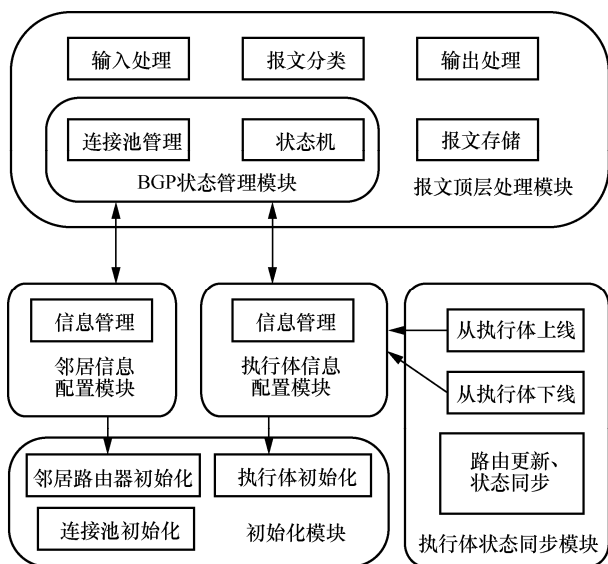 输入处理
报文分类
输出处理
连接池管理
状态机
报文存储
BGP状态管理模块
报文顶层处理模块
信息管理
邻居信息
配置模块
信息管理
执行体信息
配置模块
从执行体上线
从执行体下线
路由更新、
状态同步
执行体状态同步模块
邻居路由器初始化
执行体初始化
连接池初始化
初始化模块